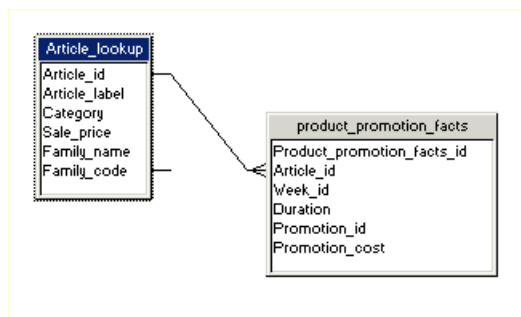 Article_lookup
Article_id
Article_label
Category
Sale_price
Family_name
Family_code
product_promotion_facts
Product_promotion_facts_id
Article_id
Week_id
Duration
Promotion_id
Promotion_cost